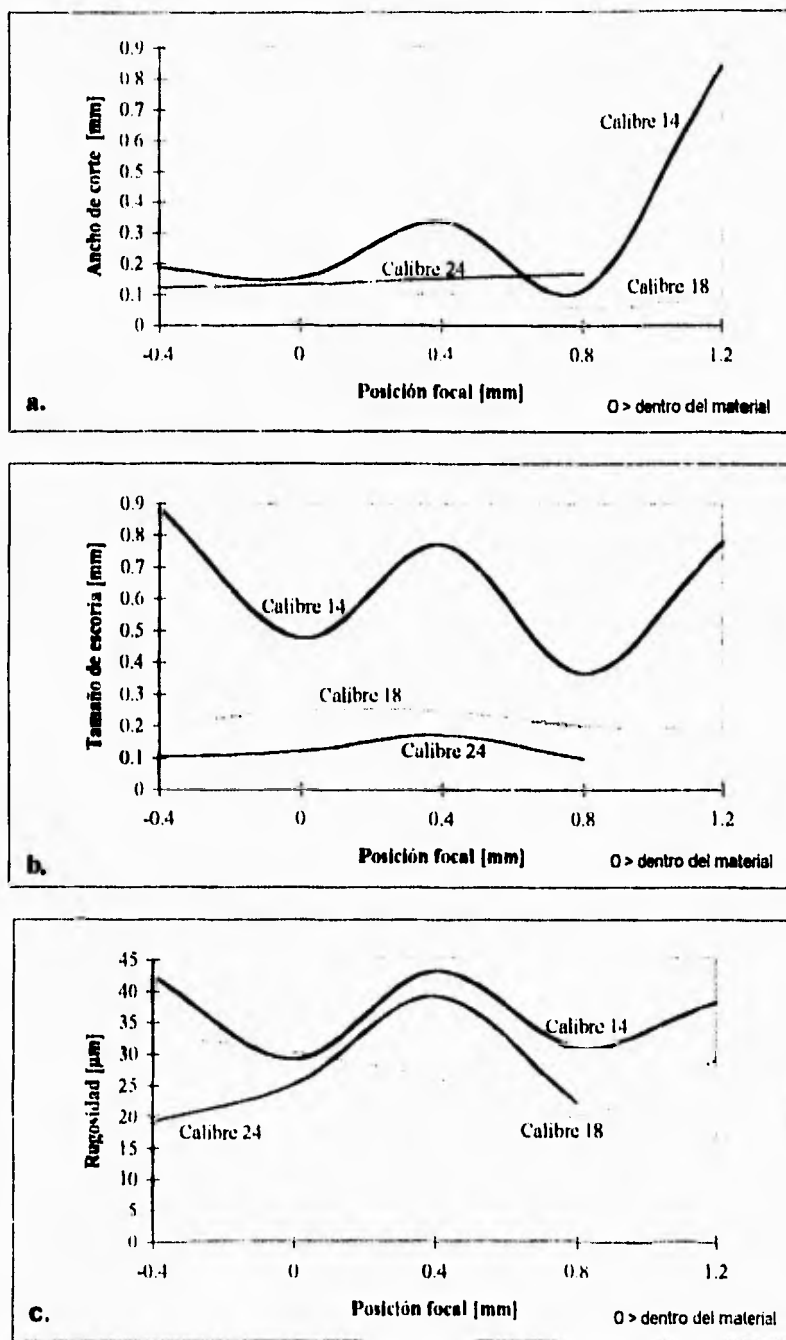 Ancho de corte [mm]
0.9
0.8
0.7
0.6
0.5
0.4
0.3
0.2
0.1
0
Calibre 14
Calibre 24
Calibre 18
-0.4 0 0.4 0.8 1.2
Posición focal [mm]
0 > dentro del material
a.
Tamaño de escoria [mm]
0.9
0.8
0.7
0.6
0.5
0.4
0.3
0.2
0.1
0
Calibre 14
Calibre 18
Calibre 24
-0.4 0 0.4 0.8 1.2
Posición focal [mm]
0 > dentro del material
b.
Rugosidad [µm]
45
40
35
30
25
20
15
10
5
0
Calibre 14
Calibre 24
Calibre 18
-0.4 0 0.4 0.8 1.2
Posición focal [mm]
0 > dentro del material
c.